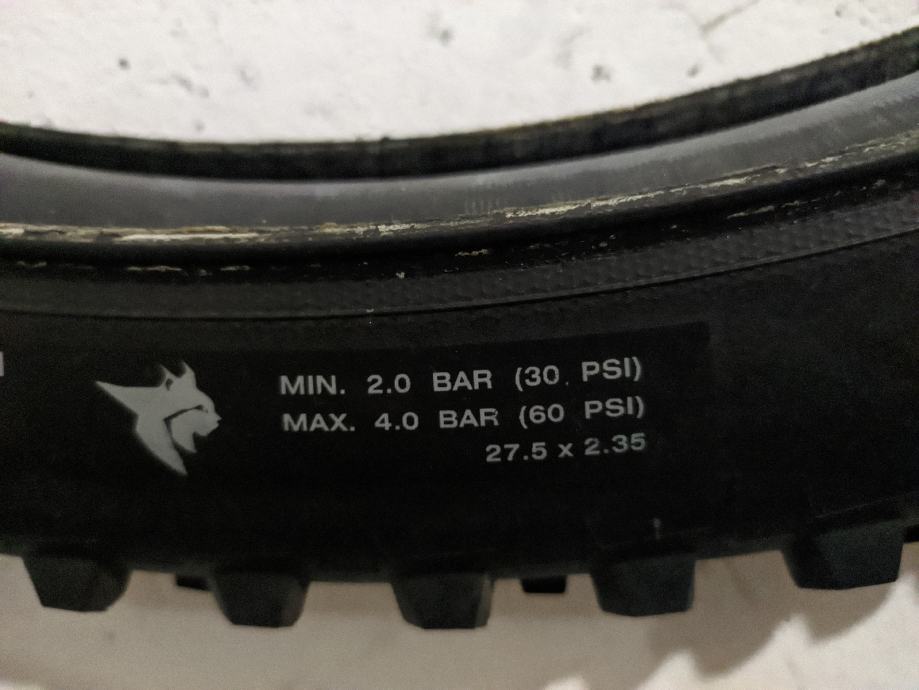 MIN. 2.0 BAR (30 PSI)
MAX. 4.0 BAR (60 PSI)
27.5 x 2.35